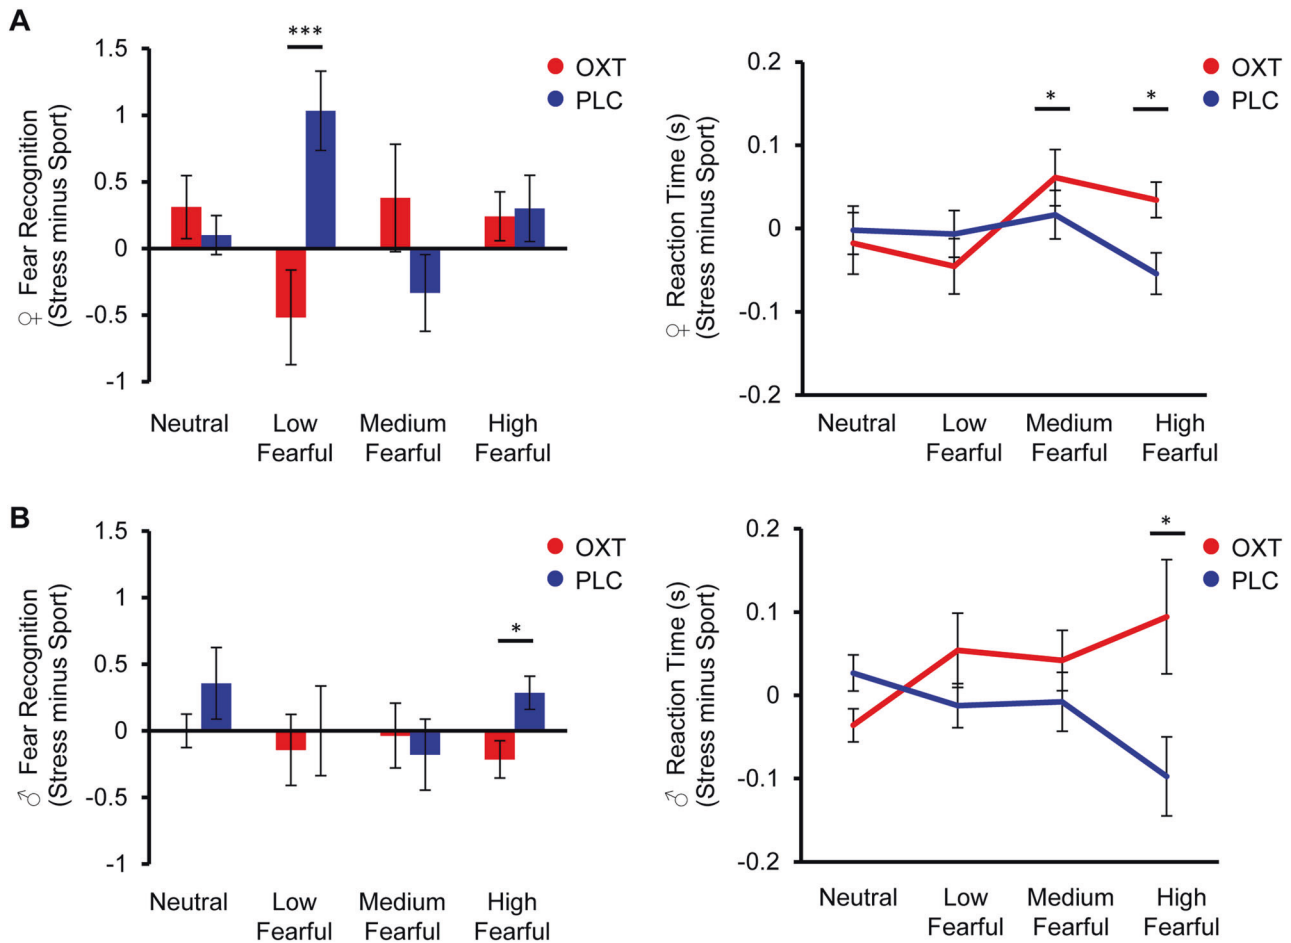 A
***
1.5
1
0.5
0
-0.5
-1
♀ Fear Recognition
(Stress minus Sport)
OXT
PLC
Neutral
Low
Fearful
Medium
Fearful
High
Fearful
* *
0.2
0.1
0
-0.1
-0.2
♀ Reaction Time (s)
(Stress minus Sport)
OXT
PLC
Neutral
Low
Fearful
Medium
Fearful
High
Fearful
B
*
1.5
1
0.5
0
-0.5
-1
♂ Fear Recognition
(Stress minus Sport)
OXT
PLC
Neutral
Low
Fearful
Medium
Fearful
High
Fearful
*
0.2
0.1
0
-0.1
-0.2
♂ Reaction Time (s)
(Stress minus Sport)
OXT
PLC
Neutral
Low
Fearful
Medium
Fearful
High
Fearful